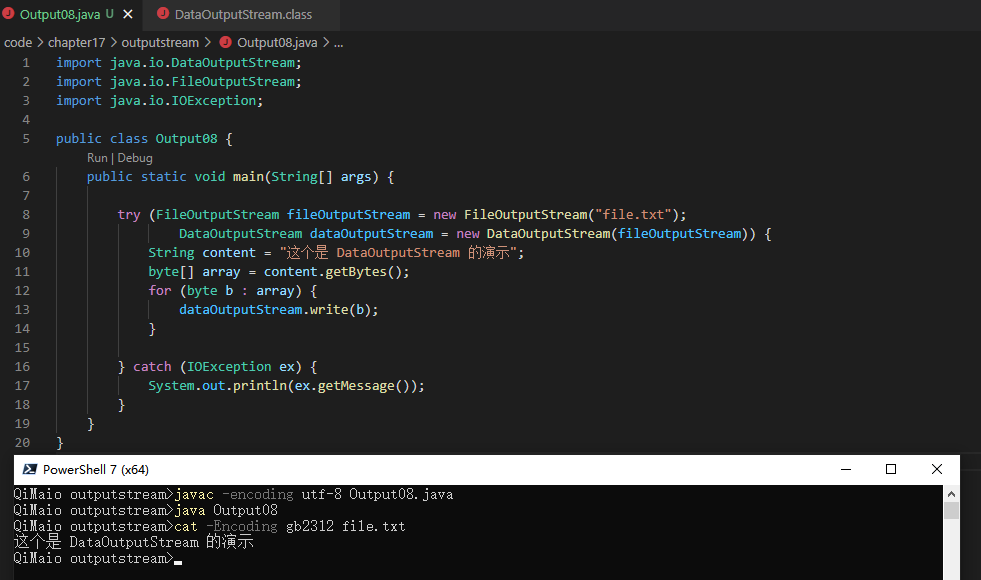 Output08.java U × DataOutputStream.class
code > chapter17 > outputstream > Output08.java > ...
1 import java.io.DataOutputStream;
2 import java.io.FileOutputStream;
3 import java.io.IOException;
4
5 public class Output08 {
Run | Debug
6 public static void main(String[] args) {
7
8 try (FileOutputStream fileOutputStream = new FileOutputStream("file.txt");
9 DataOutputStream dataOutputStream = new DataOutputStream(fileOutputStream)) {
10 String content = "这个是 DataOutputStream 的演示";
11 byte[] array = content.getBytes();
12 for (byte b : array) {
13 dataOutputStream.write(b);
14 }
15
16 } catch (IOException ex) {
17 System.out.println(ex.getMessage());
18 }
19 }
20 }
PowerShell 7 (x64)
QiMaio outputstream>javac -encoding utf-8 Output08.java
QiMaio outputstream>java Output08
QiMaio outputstream>cat -Encoding gb2312 file.txt
这个是 DataOutputStream 的演示
QiMaio outputstream>